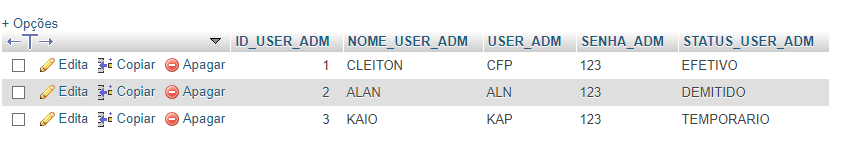 + Opções
ID_USER_ADM NOME_USER_ADM USER_ADM SENHA_ADM STATUS_USER_ADM
Edita Copiar Apagar 1 CLEITON CFP 123 EFETIVO
Edita Copiar Apagar 2 ALAN ALN 123 DEMITIDO
Edita Copiar Apagar 3 KAIO KAP 123 TEMPORARIO